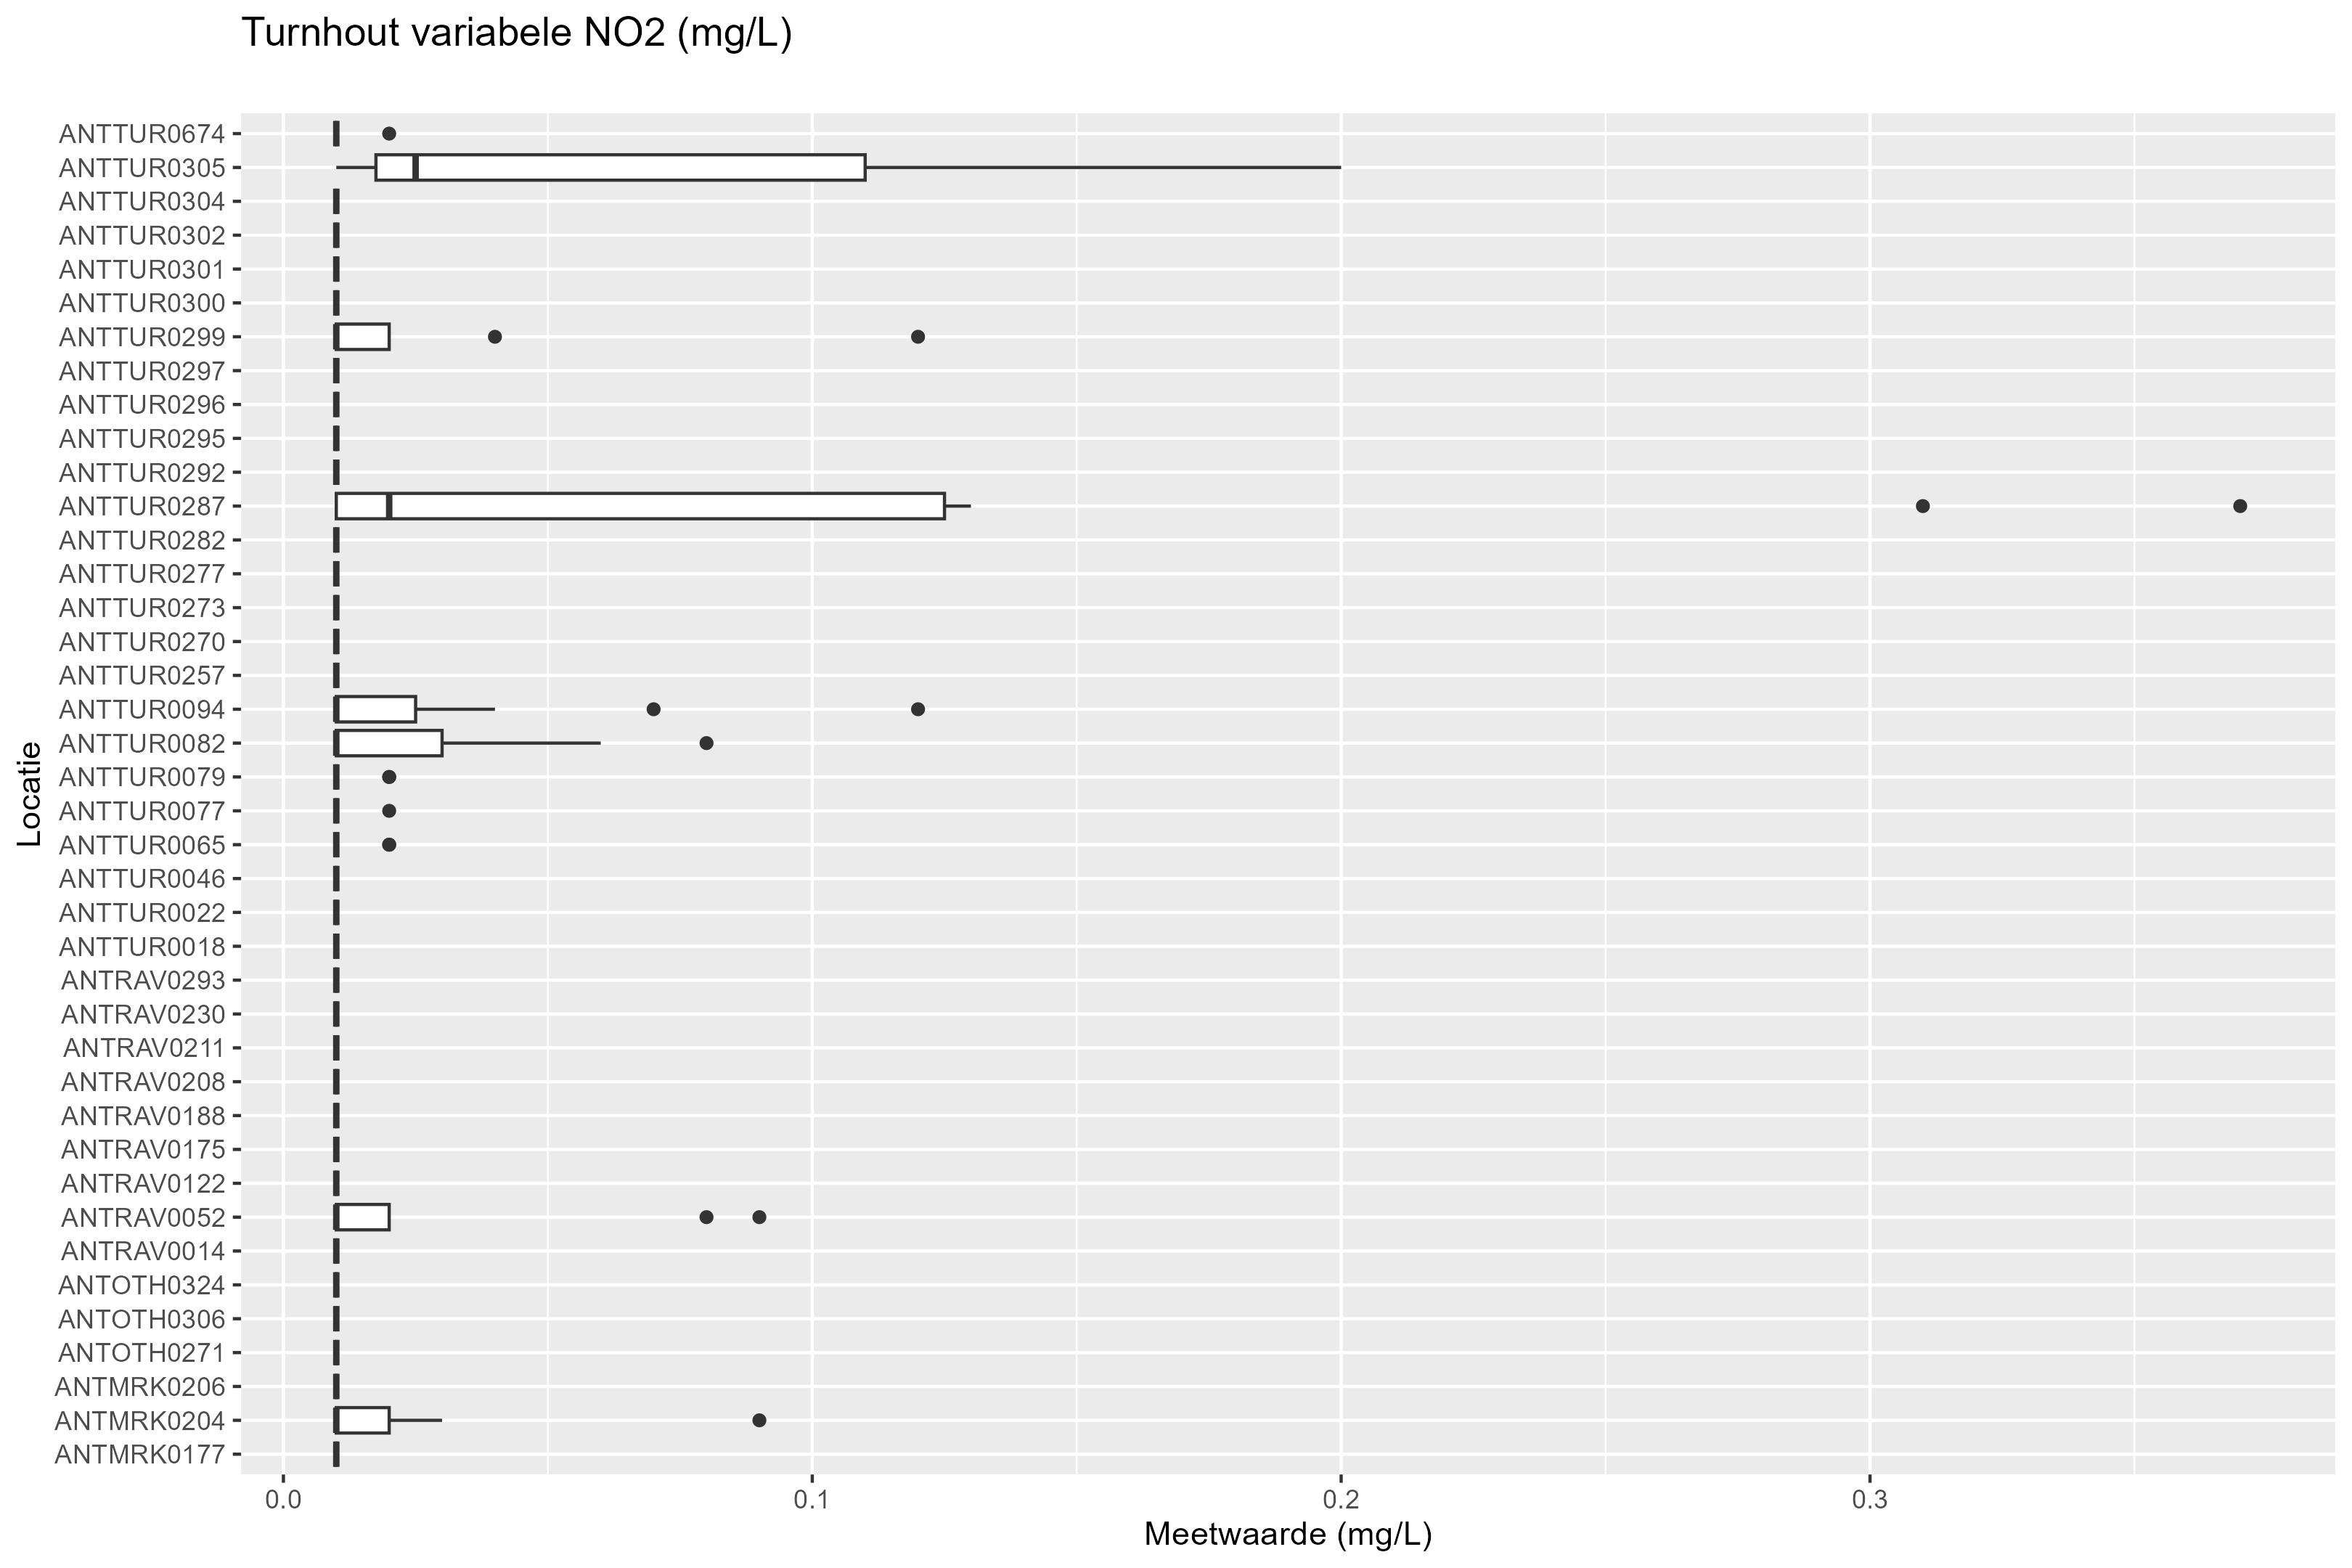 Turnhout variabele NO2 (mg/L)
ANTTUR0674
ANTTUR0305
ANTTUR0304
ANTTUR0302
ANTTUR0301
ANTTUR0300
ANTTUR0299
ANTTUR0297
ANTTUR0296
ANTTUR0295
ANTTUR0292
ANTTUR0287
ANTTUR0282
ANTTUR0277
ANTTUR0273
ANTTUR0270
ANTTUR0257
ANTTUR0094
ANTTUR0082
ANTTUR0079
ANTTUR0077
ANTTUR0065
ANTTUR0046
ANTTUR0022
ANTTUR0018
ANTRAV0293
ANTRAV0230
ANTRAV0211
ANTRAV0208
ANTRAV0188
ANTRAV0175
ANTRAV0122
ANTRAV0052
ANTRAV0014
ANTOTH0324
ANTOTH0306
ANTOTH0271
ANTMRK0206
ANTMRK0204
ANTMRK0177
Locatie
0.0 0.1 0.2 0.3
Meetwaarde (mg/L)